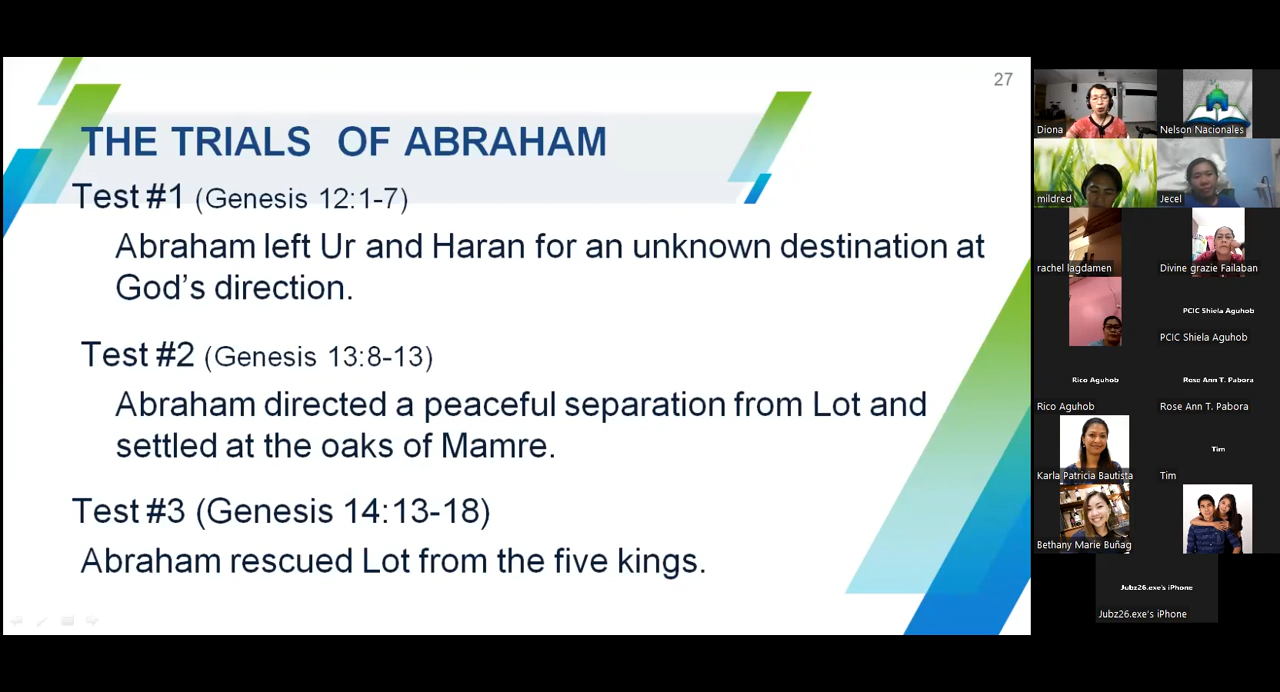 27
THE TRIALS OF ABRAHAM
Test #1 (Genesis 12:1-7)
Abraham left Ur and Haran for an unknown destination at
God’s direction.
Test #2 (Genesis 13:8-13)
Abraham directed a peaceful separation from Lot and
settled at the oaks of Mamre.
Test #3 (Genesis 14:13-18)
Abraham rescued Lot from the five kings.
Diona
Nelson Nacionales
mildred
Jecel
rachel lagdamen
Divine grazie Failaban
PCIC Shiela Aguhob
PCIC Shiela Aguhob
Rico Aguhob
Rico Aguhob
Rose Ann T. Pabora
Rose Ann T. Pabora
Karla Patricia Bautista
Tim
Tim
Bethany Marie Buñag
Jubz26.exe's iPhone
Jubz26.exe's iPhone